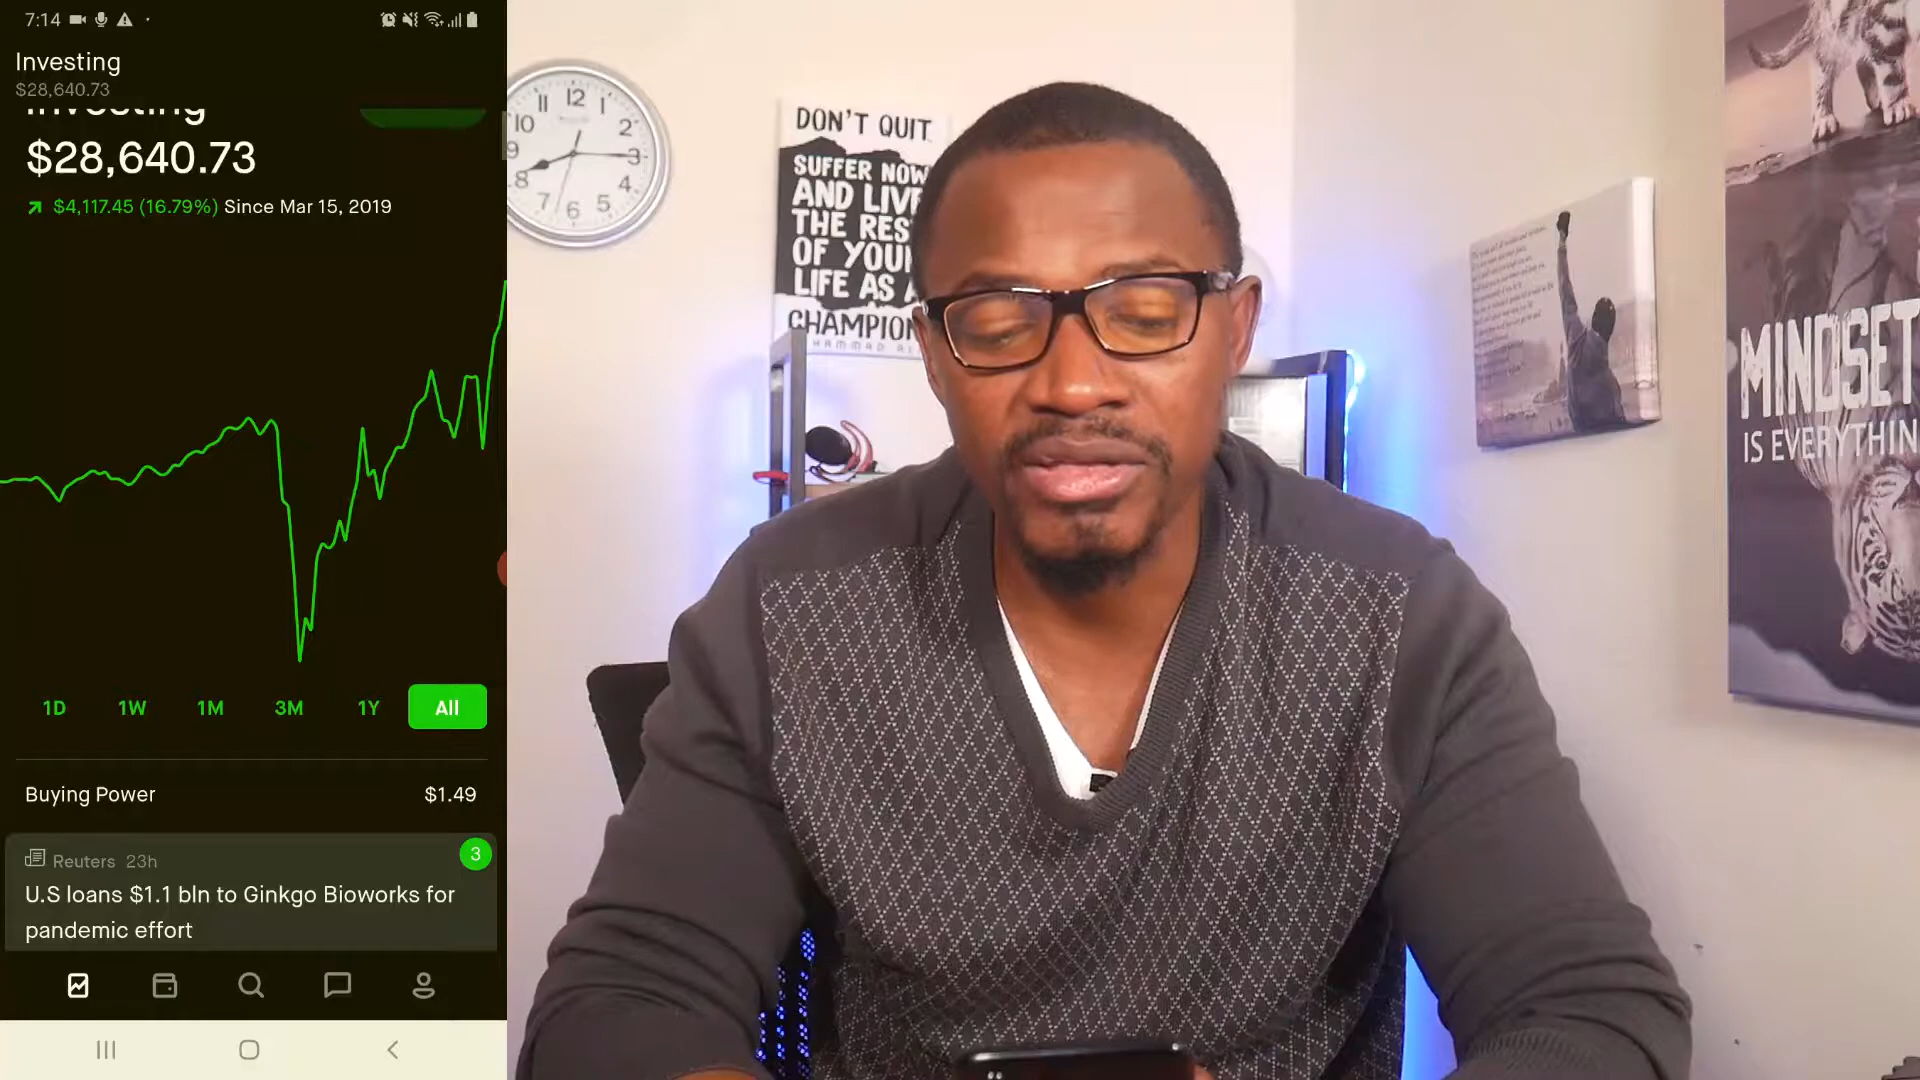 7:14
Investing
$28,640.73
Investing
$28,640.73
$4,117.45 (16.79%) Since Mar 15, 2019
1D 1W 1M 3M 1Y All
Buying Power $1.49
Reuters 23h
3
U.S loans $1.1 bln to Ginkgo Bioworks for
pandemic effort
12
1
2
3
4
5
6
7
8
9
10
11
DON'T QUIT
SUFFER NOW
AND LIVE
THE RES
OF YOUR
LIFE AS A
CHAMPION
MINDSET
IS EVERYTHIN